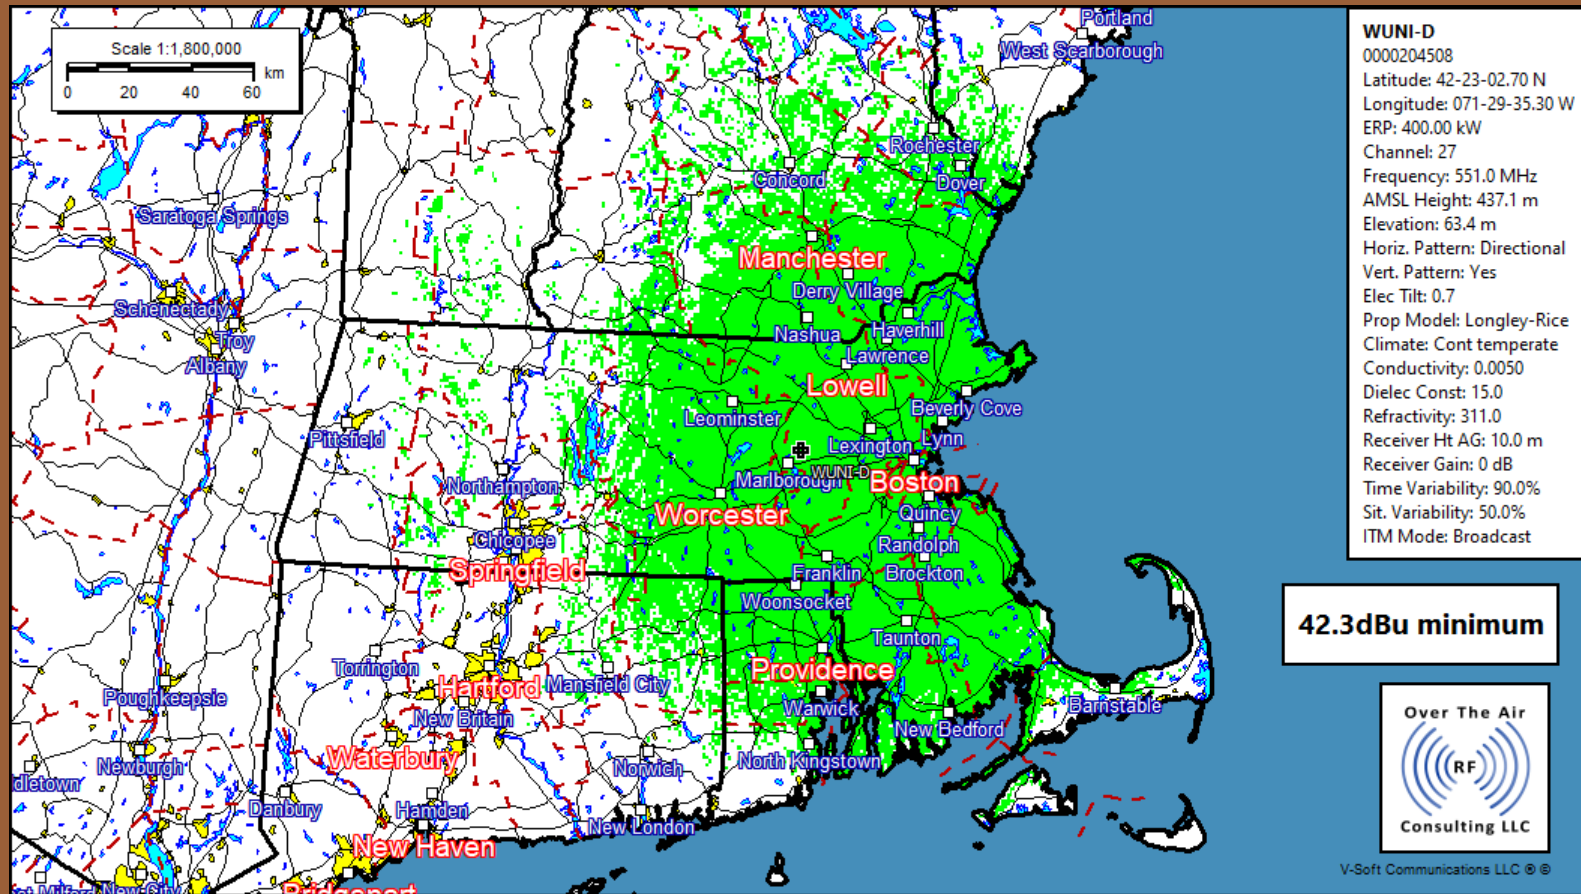 Scale 1:1,800,000
km
0 20 40 60
Portland
West Scarborough
Rochester
Concord
Dover
Saratoga Springs
Manchester
Derry Village
Schenectady
Troy
Albany
Nashua
Haverhill
Lawrence
Lowell
Pittsfield
Leominster
Beverly Cove
Lexington
Lynn
WUNI-D
Marlborough
Boston
Northampton
Worcester
Quincy
Chicopee
Randolph
Springfield
Franklin
Brockton
Woonsocket
Taunton
Torrington
Providence
Hartford
Mansfield City
Poughkeepsie
Warwick
Barnstable
New Britain
New Bedford
Waterbury
North Kingstown
Newburgh
Norwich
dletown
Danbury
Hamden
New London
New Haven
New City
Bridgeport
WUNI-D
0000204508
Latitude: 42-23-02.70 N
Longitude: 071-29-35.30 W
ERP: 400.00 kW
Channel: 27
Frequency: 551.0 MHz
AMSL Height: 437.1 m
Elevation: 63.4 m
Horiz. Pattern: Directional
Vert. Pattern: Yes
Elec Tilt: 0.7
Prop Model: Longley-Rice
Climate: Cont temperate
Conductivity: 0.0050
Dielec Const: 15.0
Refractivity: 311.0
Receiver Ht AG: 10.0 m
Receiver Gain: 0 dB
Time Variability: 90.0%
Sit. Variability: 50.0%
ITM Mode: Broadcast
42.3dBu minimum
Over The Air
RF
Consulting LLC
V-Soft Communications LLC ® ©